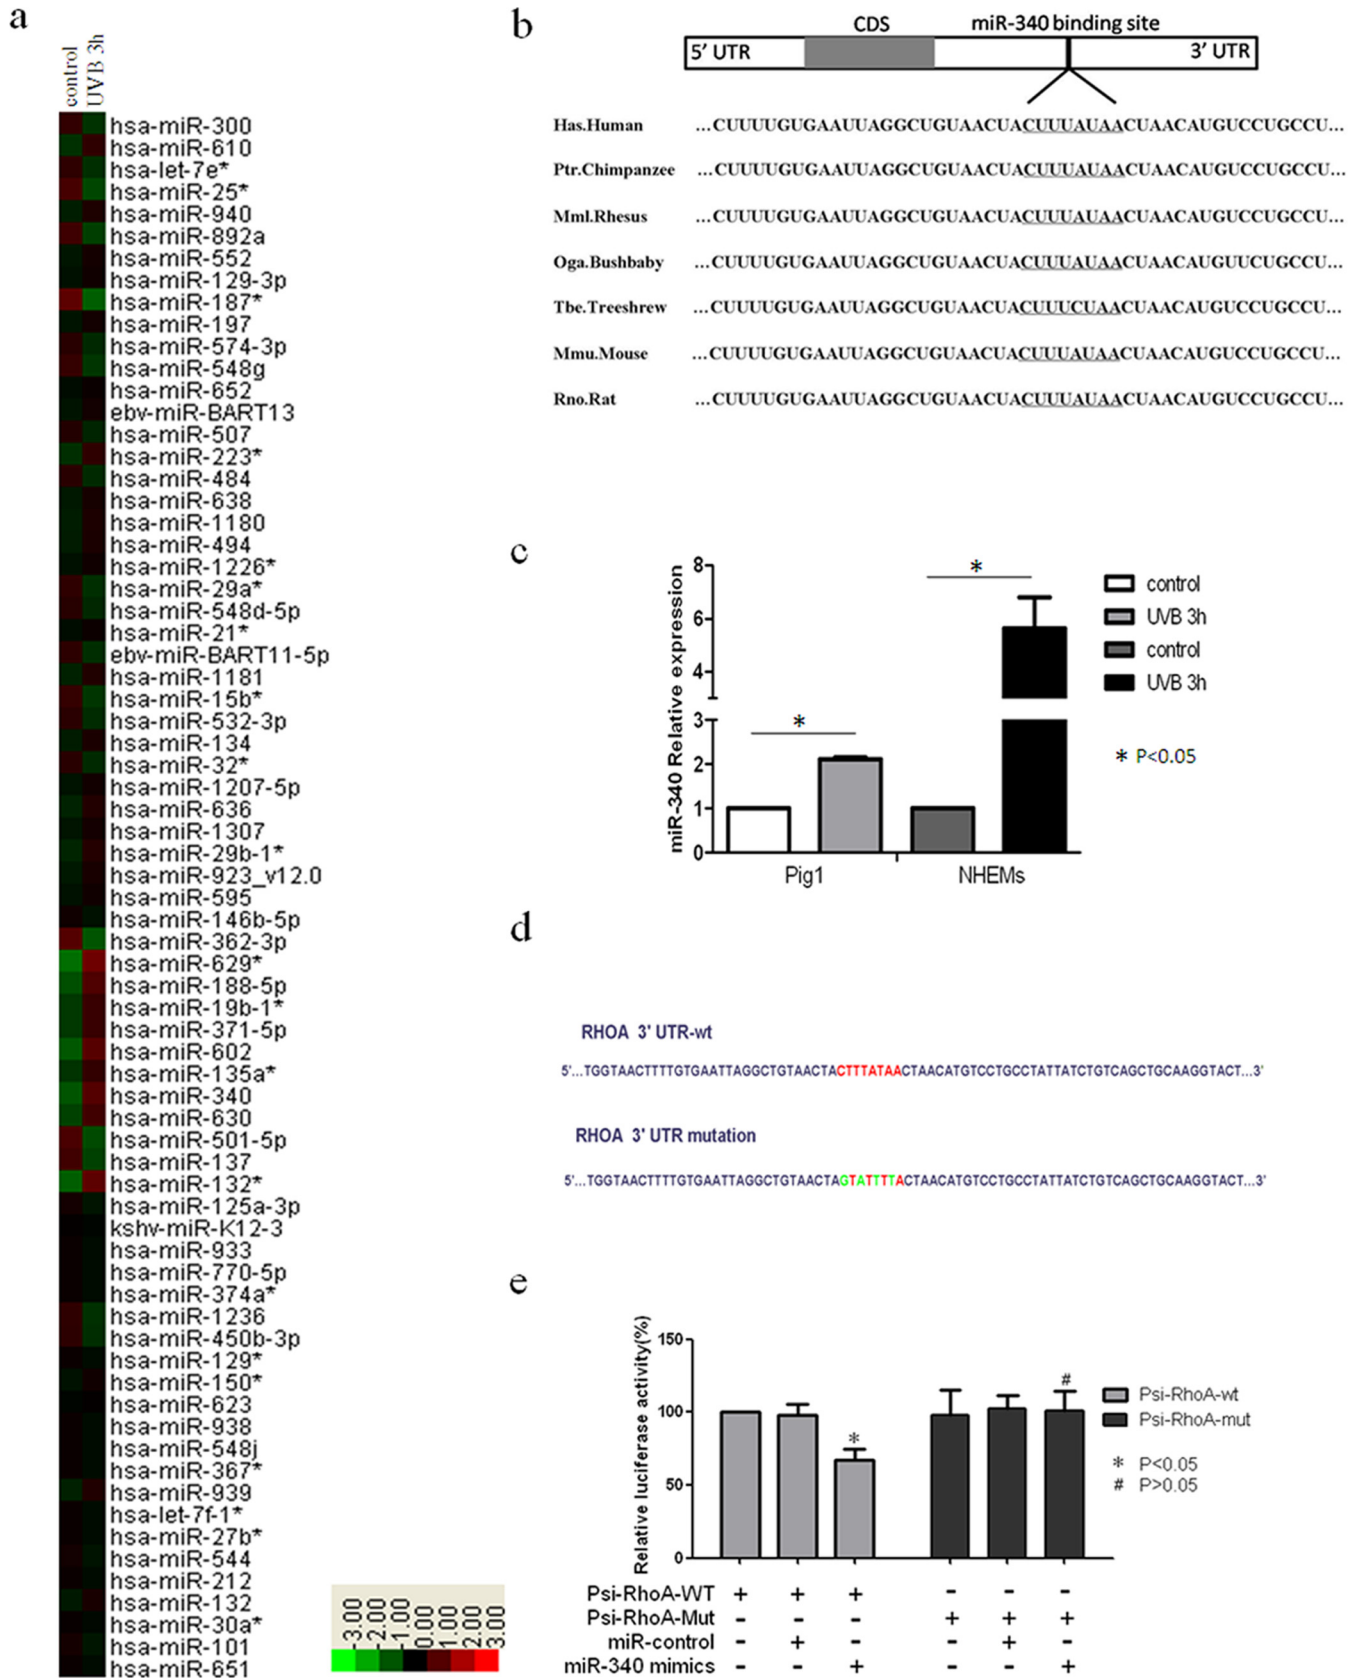 a
control
UVB 3h
hsa-miR-300
hsa-miR-610
hsa-let-7e*
hsa-miR-25*
hsa-miR-940
hsa-miR-892a
hsa-miR-552
hsa-miR-129-3p
hsa-miR-187*
hsa-miR-197
hsa-miR-574-3p
hsa-miR-548g
hsa-miR-652
ebv-miR-BART13
hsa-miR-507
hsa-miR-223*
hsa-miR-484
hsa-miR-638
hsa-miR-1180
hsa-miR-494
hsa-miR-1226*
hsa-miR-29a*
hsa-miR-548d-5p
hsa-miR-21*
ebv-miR-BART11-5p
hsa-miR-1181
hsa-miR-15b*
hsa-miR-532-3p
hsa-miR-134
hsa-miR-32*
hsa-miR-1207-5p
hsa-miR-636
hsa-miR-1307
hsa-miR-29b-1*
hsa-miR-923_v12.0
hsa-miR-595
hsa-miR-146b-5p
hsa-miR-362-3p
hsa-miR-629*
hsa-miR-188-5p
hsa-miR-19b-1*
hsa-miR-371-5p
hsa-miR-602
hsa-miR-135a*
hsa-miR-340
hsa-miR-630
hsa-miR-501-5p
hsa-miR-137
hsa-miR-132*
hsa-miR-125a-3p
kshv-miR-K12-3
hsa-miR-933
hsa-miR-770-5p
hsa-miR-374a*
hsa-miR-1236
hsa-miR-450b-3p
hsa-miR-129*
hsa-miR-150*
hsa-miR-623
hsa-miR-938
hsa-miR-548j
hsa-miR-367*
hsa-miR-939
hsa-let-7f-1*
hsa-miR-27b*
hsa-miR-544
hsa-miR-212
hsa-miR-132
hsa-miR-30a*
hsa-miR-101
hsa-miR-651
-3.00
-2.00
-1.00
0.00
1.00
2.00
3.00
b
CDS miR-340 binding site
5' UTR 3' UTR
Has.Human ...CUUUUGUGAAUUAGGCUGUAACUACUUUAUAACUAACAUGUCCUGCCU...
Ptr.Chimpanzee ...CUUUUGUGAAUUAGGCUGUAACUACUUUAUAACUAACAUGUCCUGCCU...
Mml.Rhesus ...CUUUUGUGAAUUAGGCUGUAACUACUUUAUAACUAACAUGUCCUGCCU...
Oga.Bushbaby ...CUUUUGUGAAUUAGGCUGUAACUACUUUAUAACUAACAUGUUCUGCCU...
Tbe.Treeshrew ...CUUUUGUGAAUUAGGCUGUAACUACUUUCUAACUAACAUGUCCUGCCU...
Mmu.Mouse ...CUUUUGUGAAUUAGGCUGUAACUACUUUAUAACUAACAUGUCCUGCCU...
Rno.Rat ...CUUUUGUGAAUUAGGCUGUAACUACUUUAUAACUAACAUGUCCUGCCU...
c
miR-340 Relative expression
8
6
4
3
2
1
0
*
*
Pig1 NHEMs
control
UVB 3h
control
UVB 3h
* P<0.05
d
RHOA 3' UTR-wt
5'...TGGTAACTTTTGTGAATTAGGCTGTAACTACTTTATAACTAACATGTCCTGCCTATTATCTGTCAGCTGCAAGGTACT...3'
RHOA 3' UTR mutation
5'...TGGTAACTTTTGTGAATTAGGCTGTAACTAGTATTTTACTAACATGTCCTGCCTATTATCTGTCAGCTGCAAGGTACT...3'
e
Relative luciferase activity(%)
150
100
50
0
*
#
Psi-RhoA-wt
Psi-RhoA-mut
* P<0.05
# P>0.05
Psi-RhoA-WT + + + - - -
Psi-RhoA-Mut - - - + + +
miR-control - + - - + -
miR-340 mimics - - + - - +